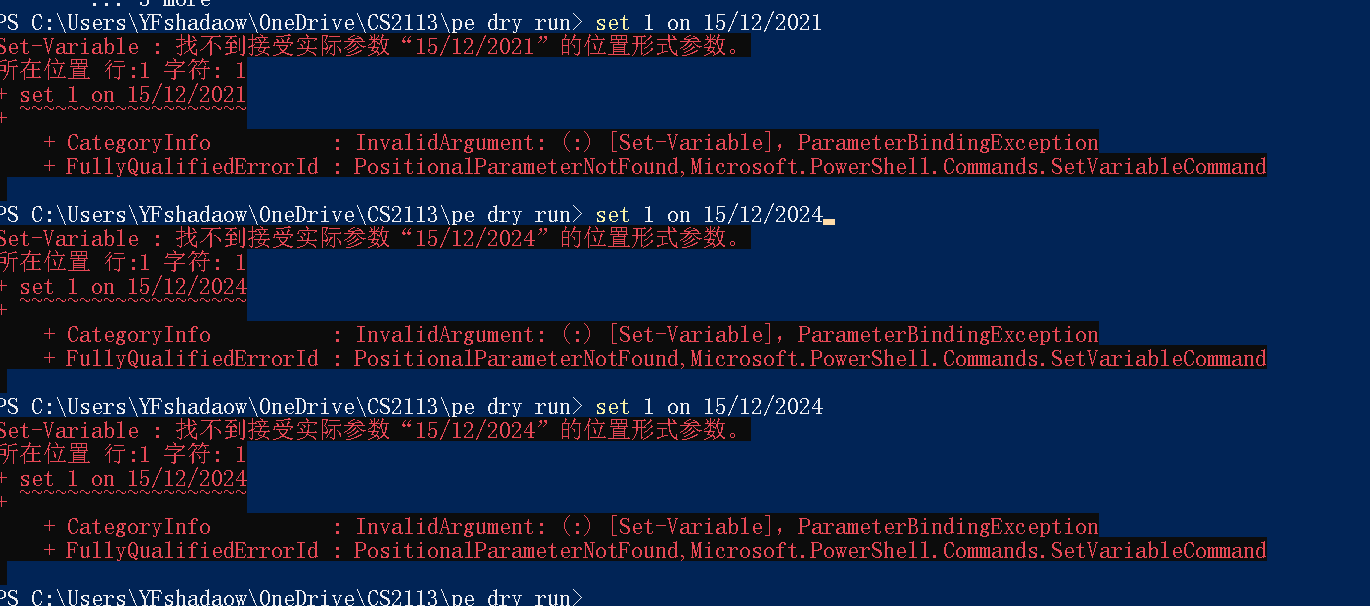 ... 5 more
PS C:\Users\YFshadaow\OneDrive\CS2113\pe dry run> set 1 on 15/12/2021
Set-Variable : 找不到接受实际参数“15/12/2021”的位置形式参数。
所在位置 行:1 字符: 1
+ set 1 on 15/12/2021
+ ~~~~~~~~~~~~~~~~~~~
+ CategoryInfo          : InvalidArgument: (:) [Set-Variable]，ParameterBindingException
+ FullyQualifiedErrorId : PositionalParameterNotFound,Microsoft.PowerShell.Commands.SetVariableCommand
PS C:\Users\YFshadaow\OneDrive\CS2113\pe dry run> set 1 on 15/12/2024
Set-Variable : 找不到接受实际参数“15/12/2024”的位置形式参数。
所在位置 行:1 字符: 1
+ set 1 on 15/12/2024
+ ~~~~~~~~~~~~~~~~~~~
+ CategoryInfo          : InvalidArgument: (:) [Set-Variable]，ParameterBindingException
+ FullyQualifiedErrorId : PositionalParameterNotFound,Microsoft.PowerShell.Commands.SetVariableCommand
PS C:\Users\YFshadaow\OneDrive\CS2113\pe dry run> set 1 on 15/12/2024
Set-Variable : 找不到接受实际参数“15/12/2024”的位置形式参数。
所在位置 行:1 字符: 1
+ set 1 on 15/12/2024
+ ~~~~~~~~~~~~~~~~~~~
+ CategoryInfo          : InvalidArgument: (:) [Set-Variable]，ParameterBindingException
+ FullyQualifiedErrorId : PositionalParameterNotFound,Microsoft.PowerShell.Commands.SetVariableCommand
PS C:\Users\YFshadaow\OneDrive\CS2113\pe dry run>